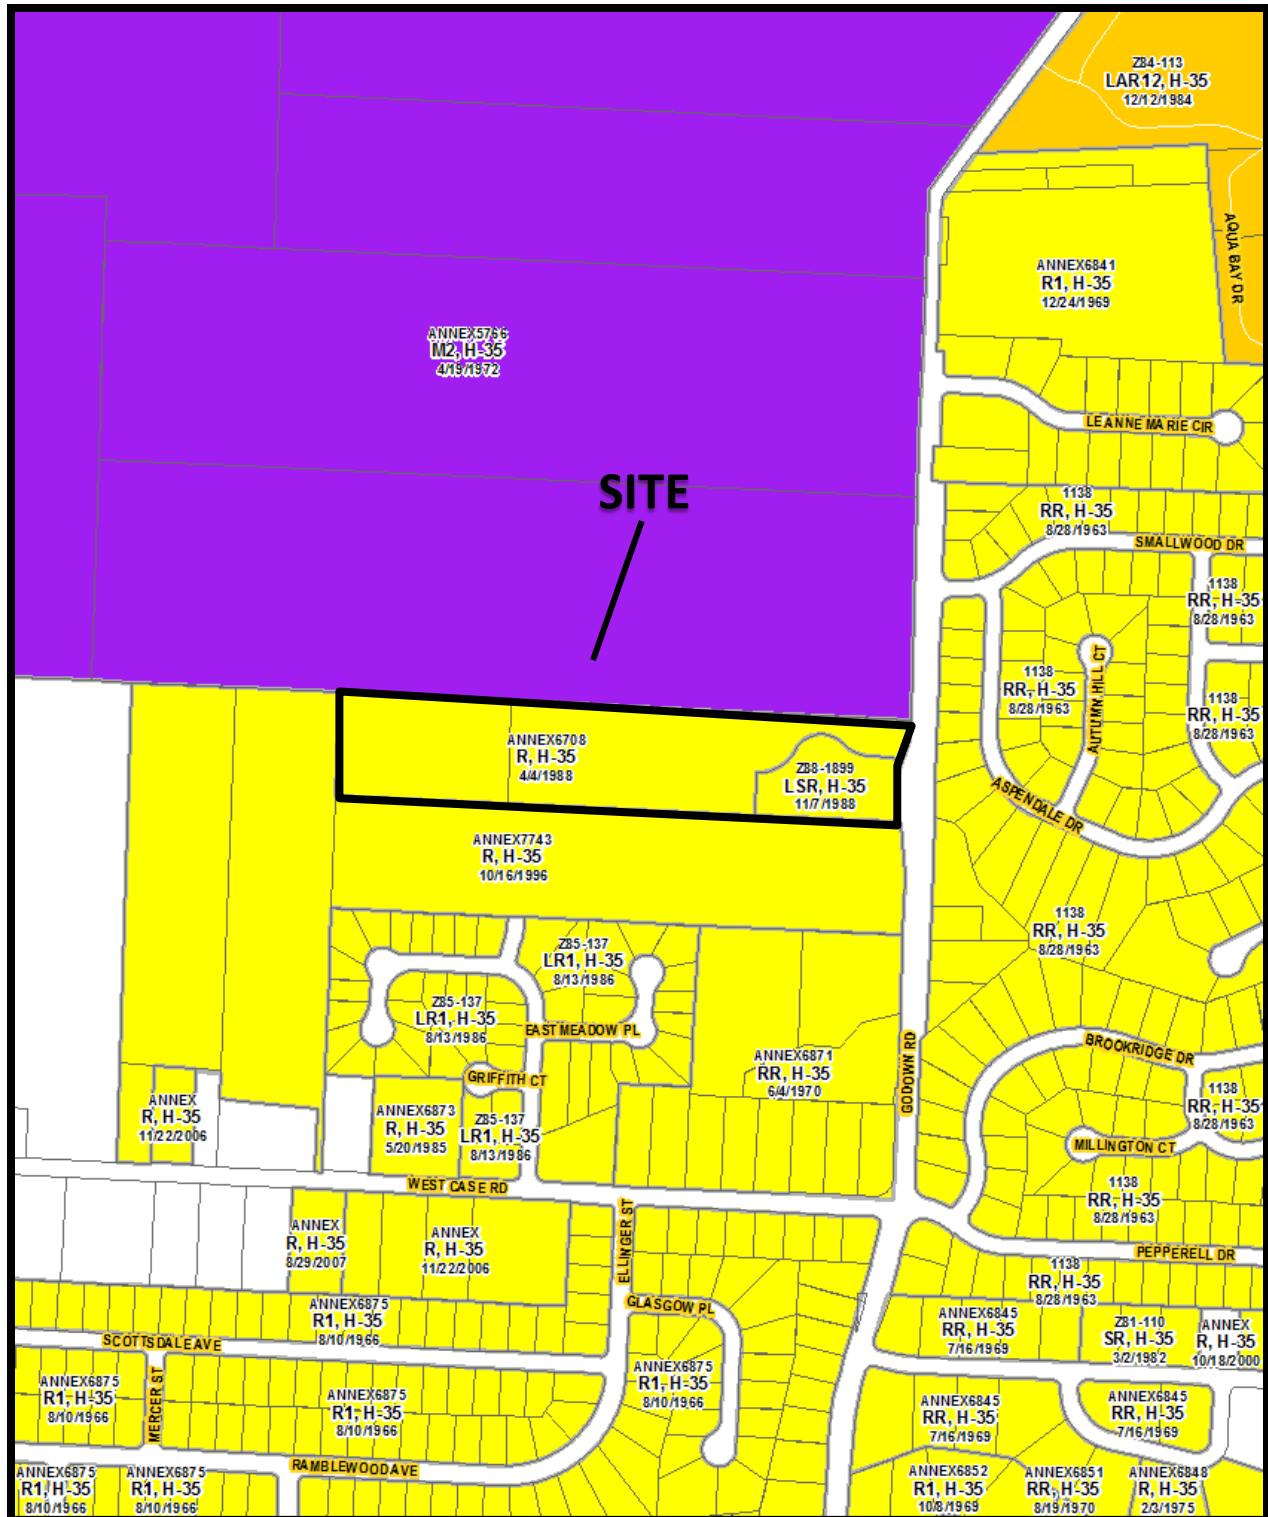 Z84-113
LAR12, H-35
12/12/1984
AQUA BAY DR
ANNEX6841
R1, H-35
12/24/1969
ANNEX5766
M2, H-35
4/19/1972
LEANNE MARIE CIR
SITE
1138
RR, H-35
8/28/1963
SMALLWOOD DR
1138
RR, H-35
8/28/1963
1138
RR, H-35
8/28/1963
AUTUMN HILL CT
1138
RR, H-35
8/28/1963
ANNEX6708
R, H-35
4/4/1988
Z88-1899
LSR, H-35
11/7/1988
ASPENDALE DR
ANNEX7743
R, H-35
10/16/1996
1138
RR, H-35
8/28/1963
Z85-137
LR1, H-35
8/13/1986
Z85-137
LR1, H-35
8/13/1986
EAST MEADOW PL
GODOWN RD
BROOKRIDGE DR
ANNEX6871
RR, H-35
6/4/1970
GRIFFITH CT
1138
RR, H-35
8/28/1963
ANNEX
R, H-35
11/22/2006
ANNEX6873
R, H-35
5/20/1985
Z85-137
LR1, H-35
8/13/1986
MILLINGTON CT
WEST CASE RD
1138
RR, H-35
8/28/1963
ELLINGER ST
ANNEX
R, H-35
8/29/2007
ANNEX
R, H-35
11/22/2006
PEPPERELL DR
1138
RR, H-35
8/28/1963
ANNEX6875
R1, H-35
8/10/1966
GLASGOW PL
ANNEX6845
RR, H-35
7/16/1969
Z81-110
SR, H-35
3/2/1982
ANNEX
R, H-35
10/18/2000
SCOTTSDALE AVE
MERCER ST
ANNEX6875
R1, H-35
8/10/1966
ANNEX6875
R1, H-35
8/10/1966
ANNEX6875
R1, H-35
8/10/1966
ANNEX6845
RR, H-35
7/16/1969
ANNEX6845
RR, H-35
7/16/1969
RAMBLEWOOD AVE
ANNEX6875
R1, H-35
8/10/1966
ANNEX6875
R1, H-35
8/10/1966
ANNEX6852
R1, H-35
10/8/1969
ANNEX6851
RR, H-35
8/19/1970
ANNEX6848
R, H-35
2/3/1975